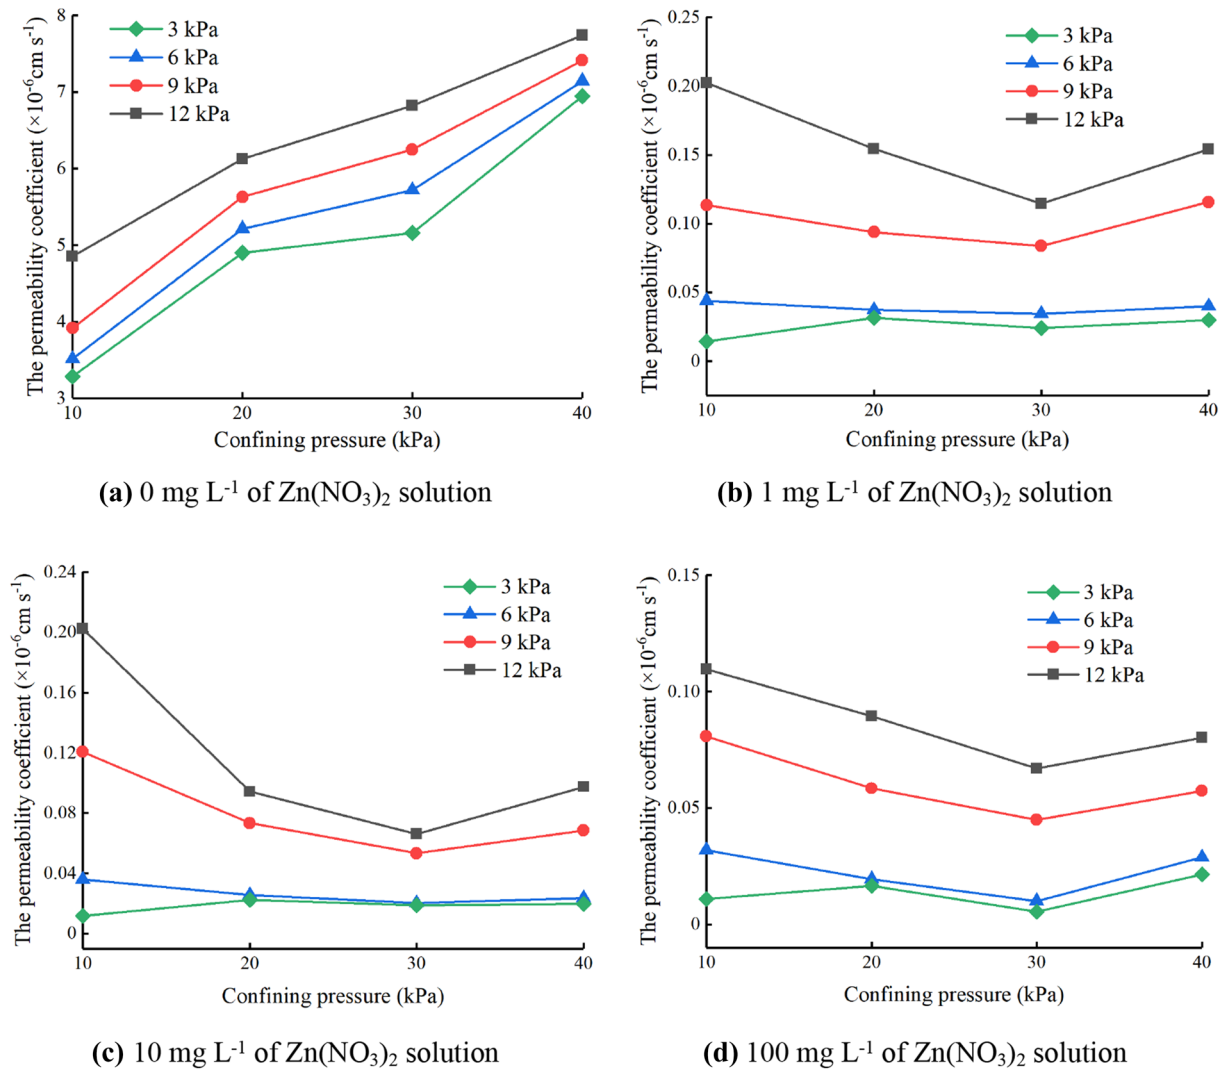 The permeability coefficient (×10⁻⁶cm s⁻¹)
8
7
6
5
4
3
3 kPa
6 kPa
9 kPa
12 kPa
10 20 30 40
Confining pressure (kPa)
(a) 0 mg L⁻¹ of Zn(NO₃)₂ solution
The permeability coefficient (×10⁻⁶cm s⁻¹)
0.25
0.20
0.15
0.10
0.05
0
3 kPa
6 kPa
9 kPa
12 kPa
10 20 30 40
Confining pressure (kPa)
(b) 1 mg L⁻¹ of Zn(NO₃)₂ solution
The permeability coefficient (×10⁻⁶cm s⁻¹)
0.24
0.20
0.16
0.12
0.08
0.04
0
3 kPa
6 kPa
9 kPa
12 kPa
10 20 30 40
Confining pressure (kPa)
(c) 10 mg L⁻¹ of Zn(NO₃)₂ solution
The permeability coefficient (×10⁻⁶cm s⁻¹)
0.15
0.10
0.05
0
3 kPa
6 kPa
9 kPa
12 kPa
10 20 30 40
Confining pressure (kPa)
(d) 100 mg L⁻¹ of Zn(NO₃)₂ solution